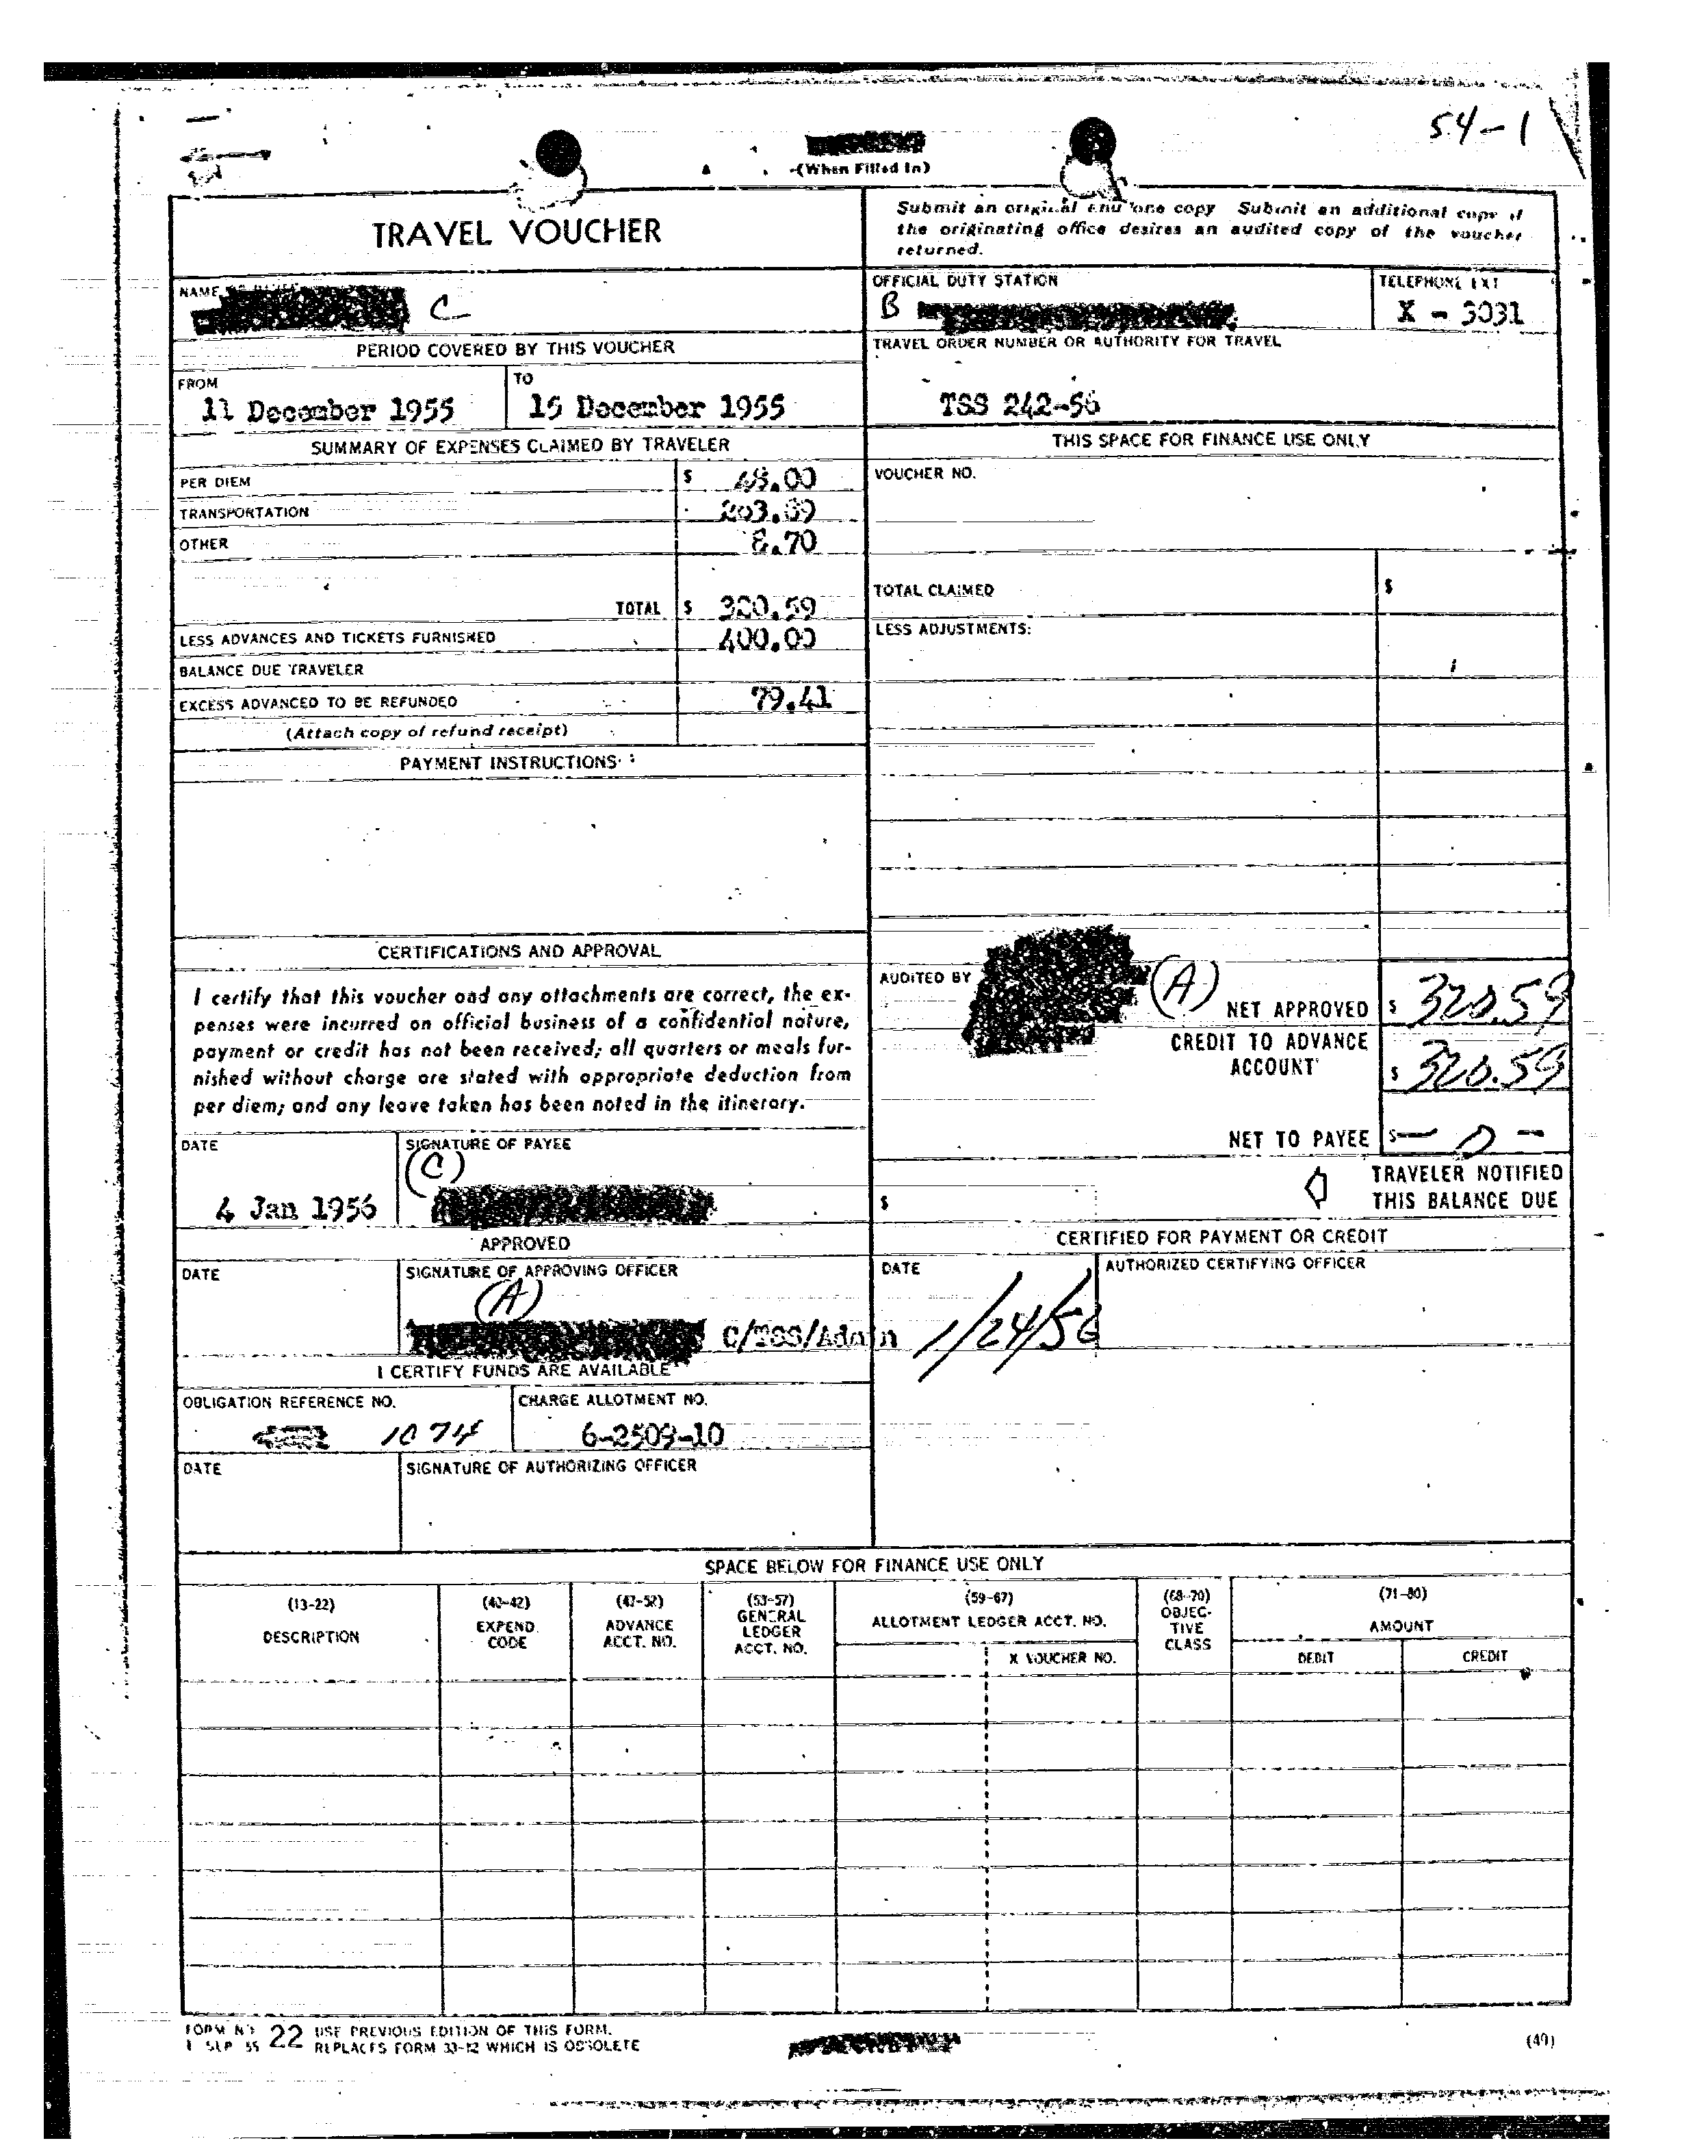 54-1
(When Filled In)
TRAVEL VOUCHER
Submit an original and one copy Submit an additional copy if
the originating office desires an audited copy of the voucher
returned.
NAME
C
OFFICIAL DUTY STATION
B
TELEPHONE EXT
X - 3031
PERIOD COVERED BY THIS VOUCHER
TRAVEL ORDER NUMBER OR AUTHORITY FOR TRAVEL
FROM
11 December 1955
TO
15 December 1955
TSS 242-56
SUMMARY OF EXPENSES CLAIMED BY TRAVELER
THIS SPACE FOR FINANCE USE ONLY
PER DIEM $ 48.00
VOUCHER NO.
TRANSPORTATION
OTHER 8.70
TOTAL $ 320.59
TOTAL CLAIMED $
LESS ADVANCES AND TICKETS FURNISHED 400.00
LESS ADJUSTMENTS:
BALANCE DUE TRAVELER
EXCESS ADVANCED TO BE REFUNDED 79.41
(Attach copy of refund receipt)
PAYMENT INSTRUCTIONS
CERTIFICATIONS AND APPROVAL
I certify that this voucher and any attachments are correct, the ex-
penses were incurred on official business of a confidential nature,
payment or credit has not been received; all quarters or meals fur-
nished without charge are stated with appropriate deduction from
per diem; and any leave taken has been noted in the itinerary.
AUDITED BY (A)
NET APPROVED $ 320.59
CREDIT TO ADVANCE
ACCOUNT $ 320.59
NET TO PAYEE $ - 0 -
DATE
4 Jan 1956
SIGNATURE OF PAYEE
(C)
TRAVELER NOTIFIED
THIS BALANCE DUE
$
APPROVED
CERTIFIED FOR PAYMENT OR CREDIT
DATE
SIGNATURE OF APPROVING OFFICER
(A)
C/TSS/Admin
DATE
1/24/56
AUTHORIZED CERTIFYING OFFICER
I CERTIFY FUNDS ARE AVAILABLE
OBLIGATION REFERENCE NO.
1074
CHARGE ALLOTMENT NO.
6-2509-10
DATE
SIGNATURE OF AUTHORIZING OFFICER
SPACE BELOW FOR FINANCE USE ONLY
(13-22)
DESCRIPTION
(40-42)
EXPEND.
CODE
(47-52)
ADVANCE
ACCT. NO.
(53-57)
GENERAL
LEDGER
ACCT. NO.
(59-67)
ALLOTMENT LEDGER ACCT. NO.
X VOUCHER NO.
(68-70)
OBJEC-
TIVE
CLASS
(71-80)
AMOUNT
DEBIT
CREDIT
FORM NO. 22 USE PREVIOUS EDITION OF THIS FORM.
1 SEP 55 REPLACES FORM 33-12 WHICH IS OBSOLETE
(49)